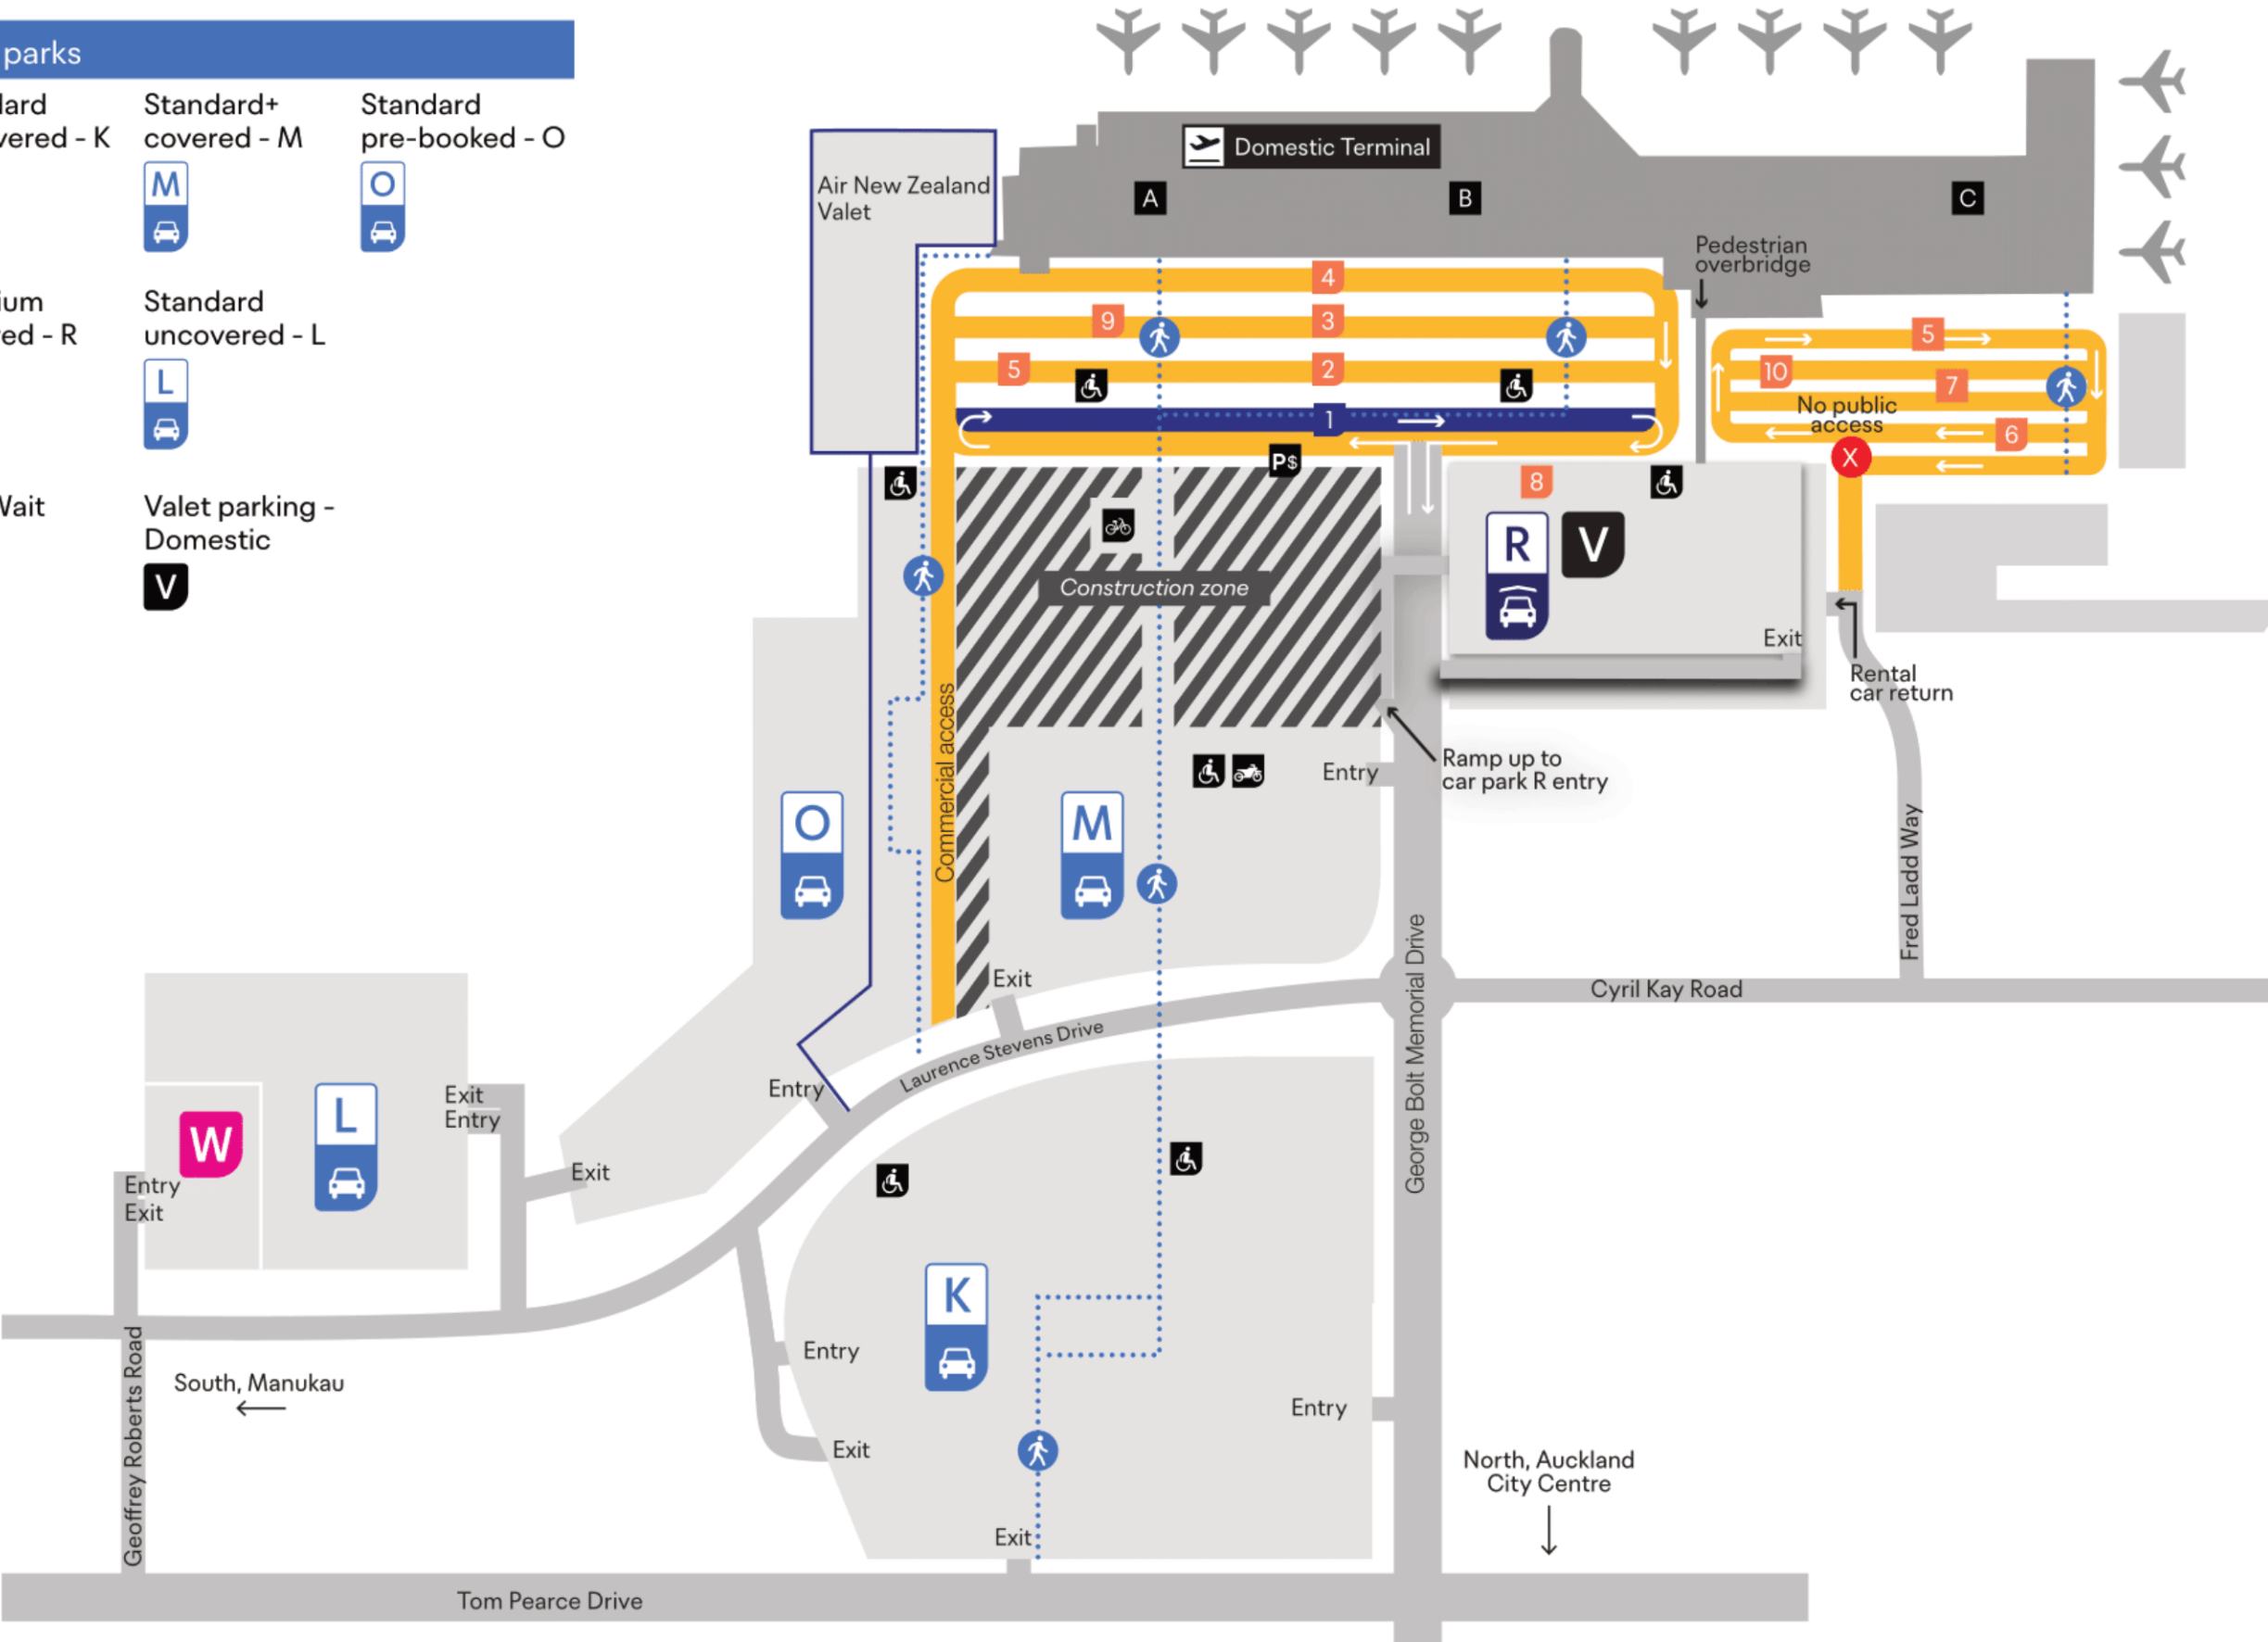 parks
lard
vered - K
Standard+
covered - M
Standard
pre-booked - O
M
O
ium
red - R
Standard
uncovered - L
L
Wait
Valet parking -
Domestic
V
Domestic Terminal
Air New Zealand
Valet
A
B
C
Pedestrian
overbridge
4
9
3
5
2
1
5
10
7
No public
access
6
X
P$
8
R
V
Construction zone
Exit
Rental
car return
Commercial access
Ramp up to
car park R entry
Entry
O
M
Fred Ladd Way
George Bolt Memorial Drive
Exit
Cyril Kay Road
Laurence Stevens Drive
Entry
Exit
Entry
W
L
Exit
Entry
Exit
K
Entry
Exit
Entry
Exit
Geoffrey Roberts Road
South, Manukau
North, Auckland
City Centre
Tom Pearce Drive